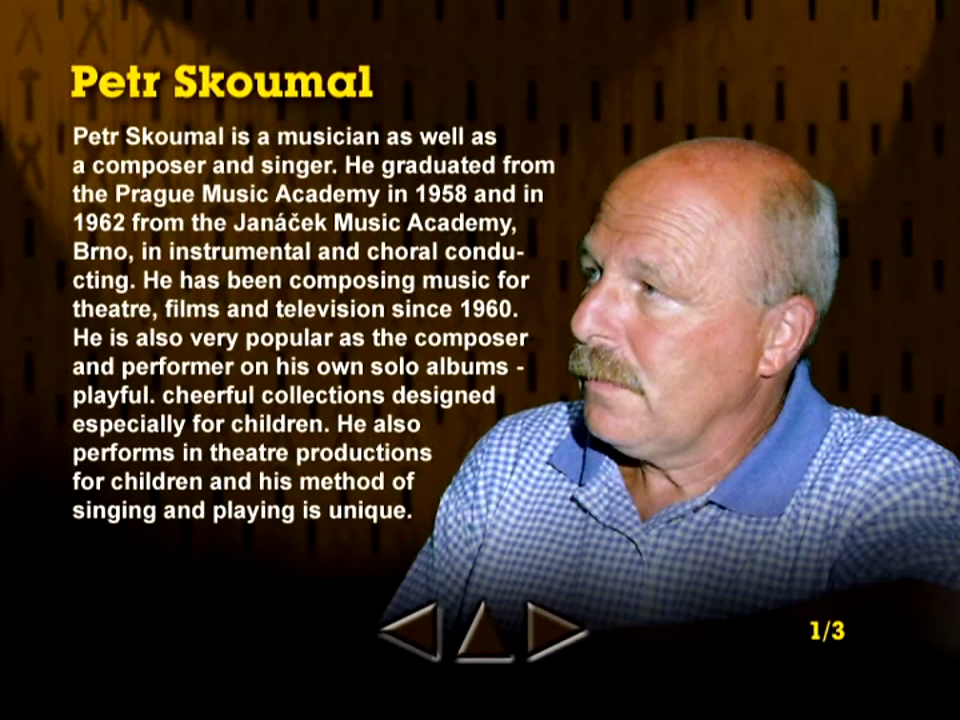 Petr Skoumal
Petr Skoumal is a musician as well as
a composer and singer. He graduated from
the Prague Music Academy in 1958 and in
1962 from the Janáček Music Academy,
Brno, in instrumental and choral condu-
cting. He has been composing music for
theatre, films and television since 1960.
He is also very popular as the composer
and performer on his own solo albums -
playful. cheerful collections designed
especially for children. He also
performs in theatre productions
for children and his method of
singing and playing is unique.
1/3